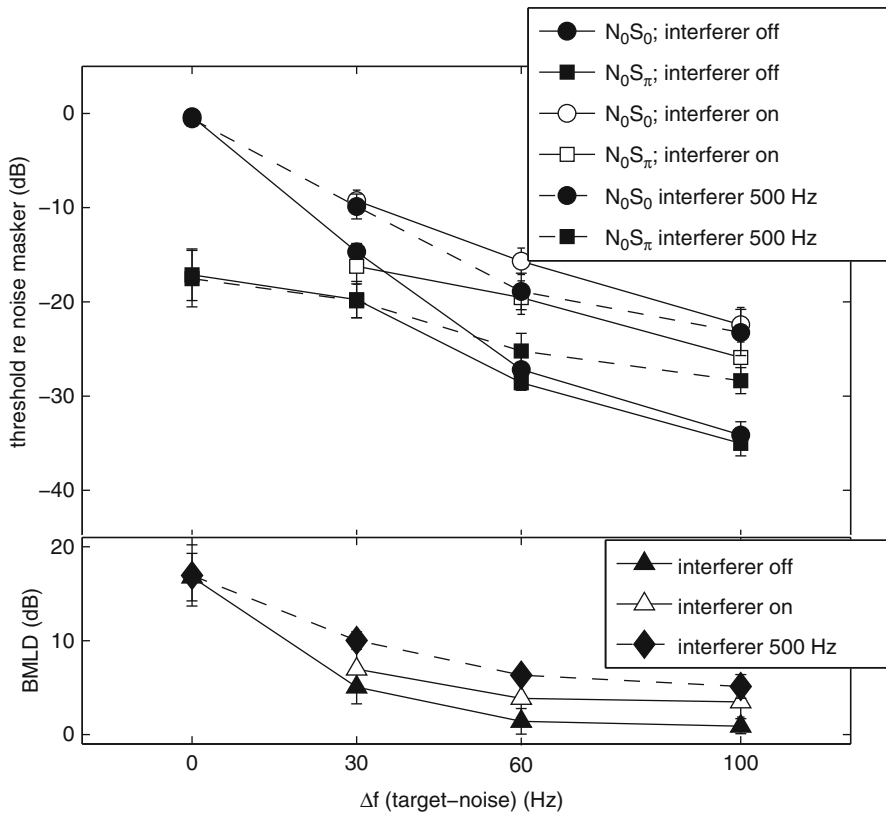 N₀S₀; interferer off
N₀Sπ; interferer off
N₀S₀; interferer on
N₀Sπ; interferer on
N₀S₀ interferer 500 Hz
N₀Sπ interferer 500 Hz
threshold re noise masker (dB)
0
−10
−20
−30
−40
interferer off
interferer on
interferer 500 Hz
BMLD (dB)
20
10
0
0 30 60 100
Δf (target−noise) (Hz)